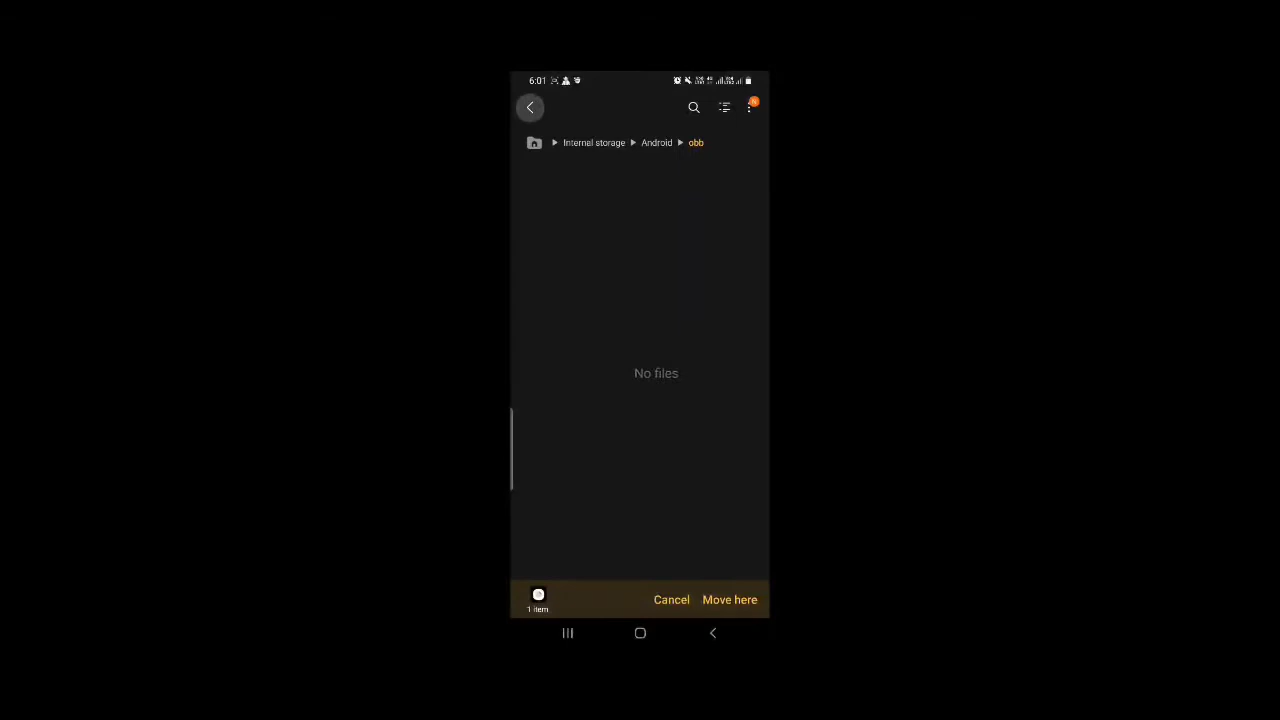 6:01
N
Internal storage Android obb
No files
1 item
Cancel Move here